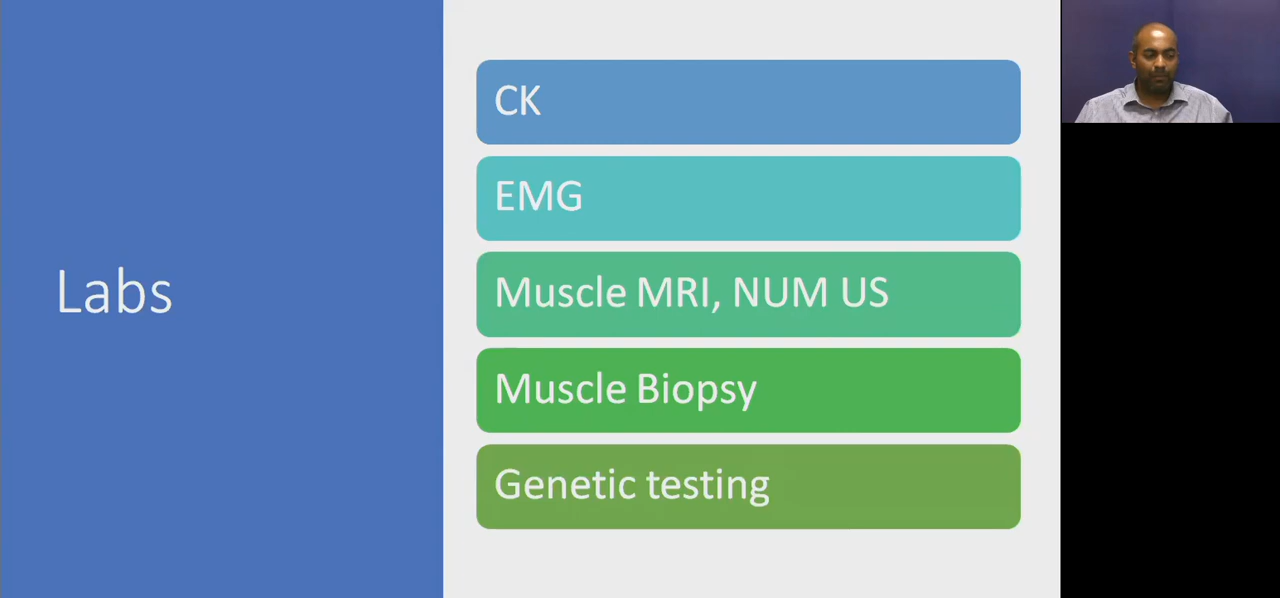 Labs
CK
EMG
Muscle MRI, NUM US
Muscle Biopsy
Genetic testing